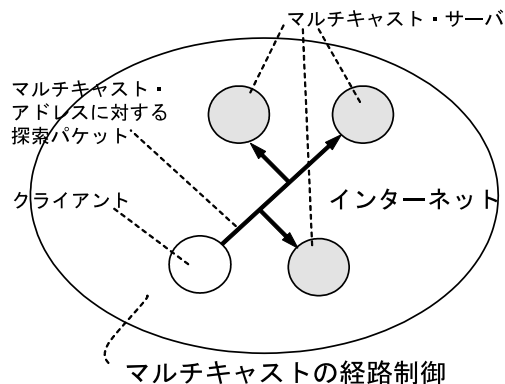 マルチキャスト・サーバ
マルチキャスト・
アドレスに対する
探索パケット
クライアント
インターネット
マルチキャストの経路制御